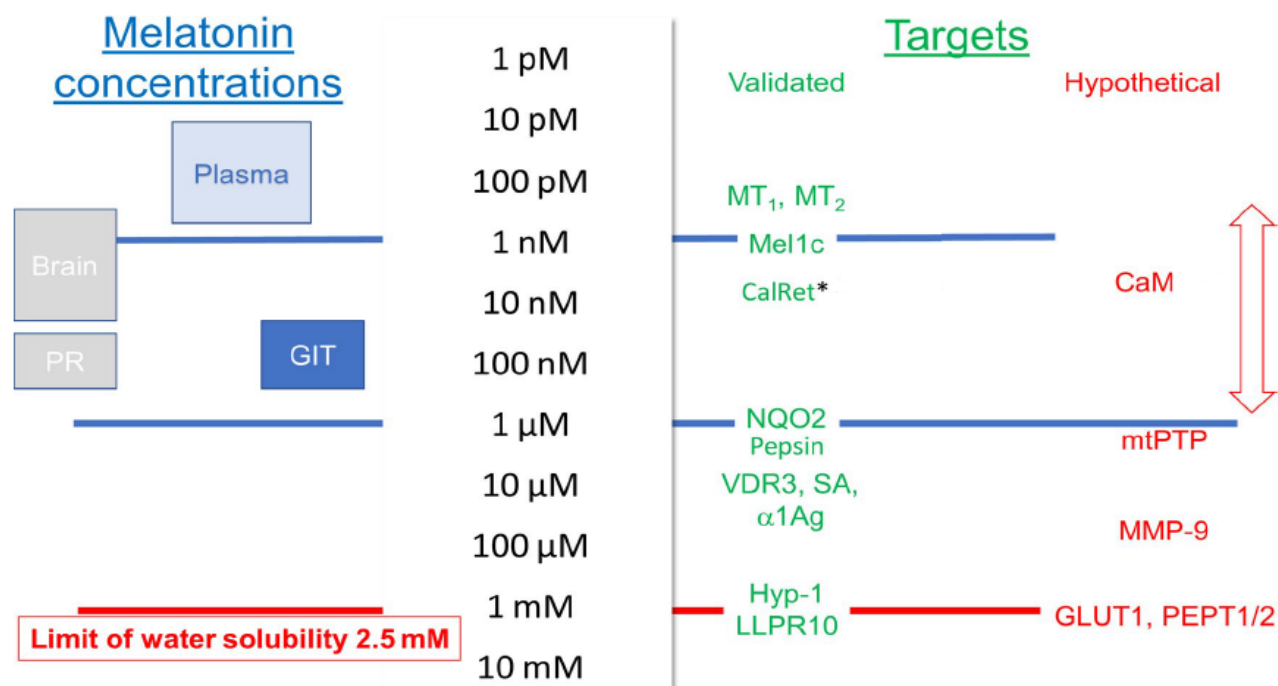 Melatonin
concentrations
Plasma
Brain
PR
GIT
Limit of water solubility 2.5 mM
1 pM
10 pM
100 pM
1 nM
10 nM
100 nM
1 µM
10 µM
100 µM
1 mM
10 mM
Targets
Validated
Hypothetical
MT₁, MT₂
Mel1c
CalRet*
CaM
NQO2
Pepsin
mtPTP
VDR3, SA,
α1Ag
MMP-9
Hyp-1
LLPR10
GLUT1, PEPT1/2